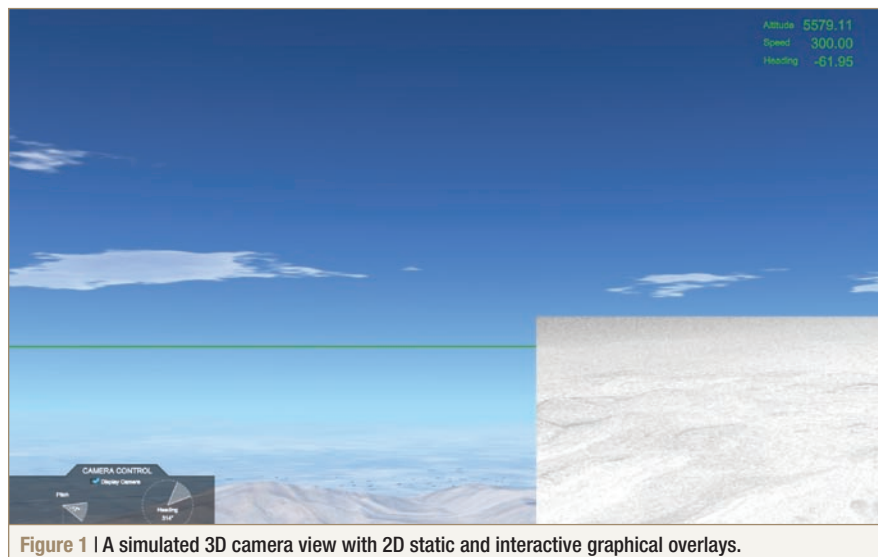 Altitude 5579.11
Speed 300.00
Heading -61.95
CAMERA CONTROL
Display Camera
Pitch
Heading
314°
Figure 1 | A simulated 3D camera view with 2D static and interactive graphical overlays.